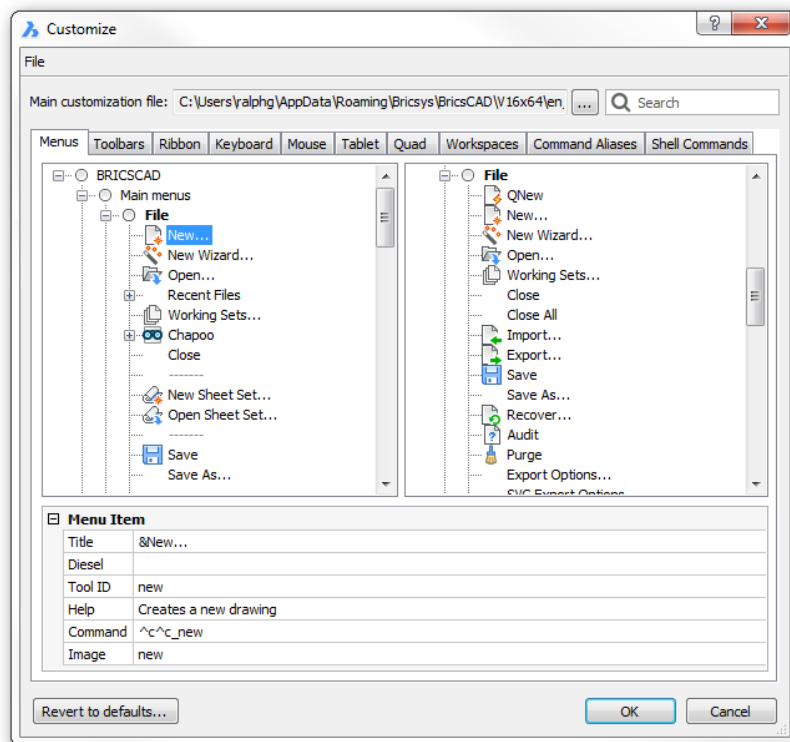 Customize
File
Main customization file: C:\Users\ralphg\AppData\Roaming\Bricsys\BricsCAD\V16x64\en_ ... Search
Menus Toolbars Ribbon Keyboard Mouse Tablet Quad Workspaces Command Aliases Shell Commands
BRICSCAD
Main menus
File
New...
New Wizard...
Open...
Recent Files
Working Sets...
Chapoo
Close
-------
New Sheet Set...
Open Sheet Set...
-------
Save
Save As...
File
QNew
New...
New Wizard...
Open...
Working Sets...
Close
Close All
Import...
Export...
Save
Save As...
Recover...
Audit
Purge
Export Options...
SVG Export Options
Menu Item
Title &New...
Diesel
Tool ID new
Help Creates a new drawing
Command ^c^c_new
Image new
Revert to defaults... OK Cancel